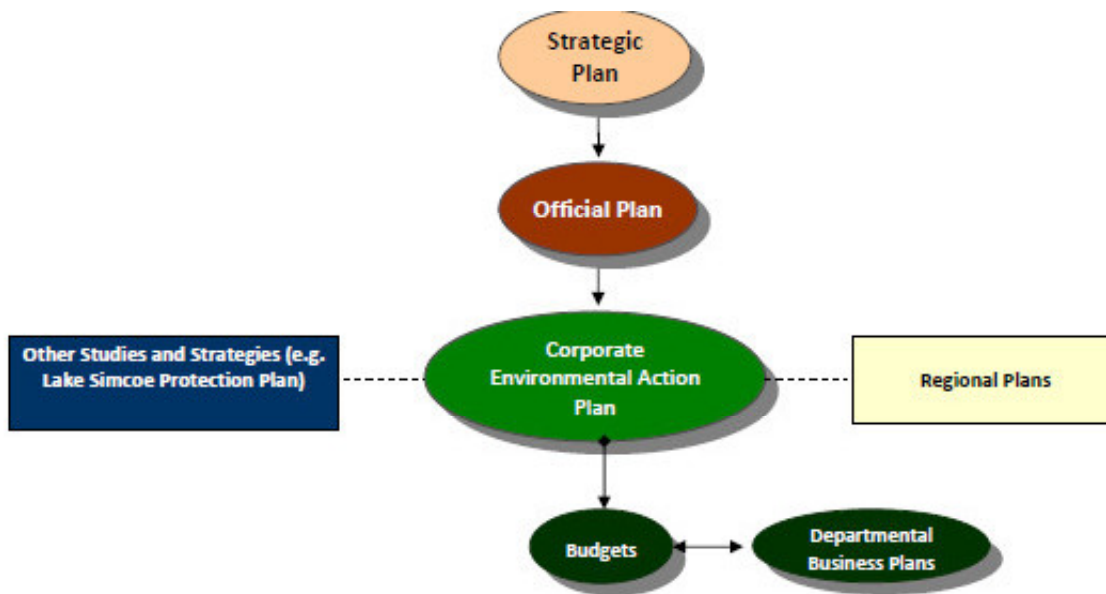 Strategic
Plan
Official Plan
Other Studies and Strategies (e.g.
Lake Simcoe Protection Plan)
Corporate
Environmental Action
Plan
Regional Plans
Budgets
Departmental
Business Plans